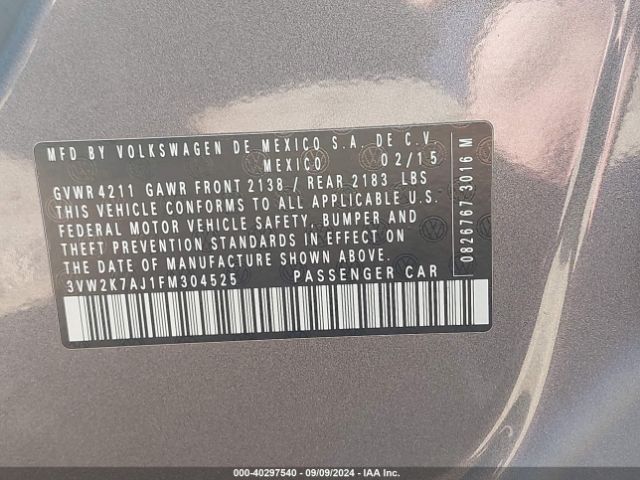 MFD BY VOLKSWAGEN DE MEXICO S.A. DE C.V.
MEXICO 02/15
GVWR 4211 GAWR FRONT 2138 / REAR 2183 LBS
THIS VEHICLE CONFORMS TO ALL APPLICABLE U.S.
FEDERAL MOTOR VEHICLE SAFETY, BUMPER AND
THEFT PREVENTION STANDARDS IN EFFECT ON
THE DATE OF MANUFACTURE SHOWN ABOVE.
3VW2K7AJ1FM304525 PASSENGER CAR
0826767 3016 M
000-40297540 - 09/09/2024 - IAA Inc.